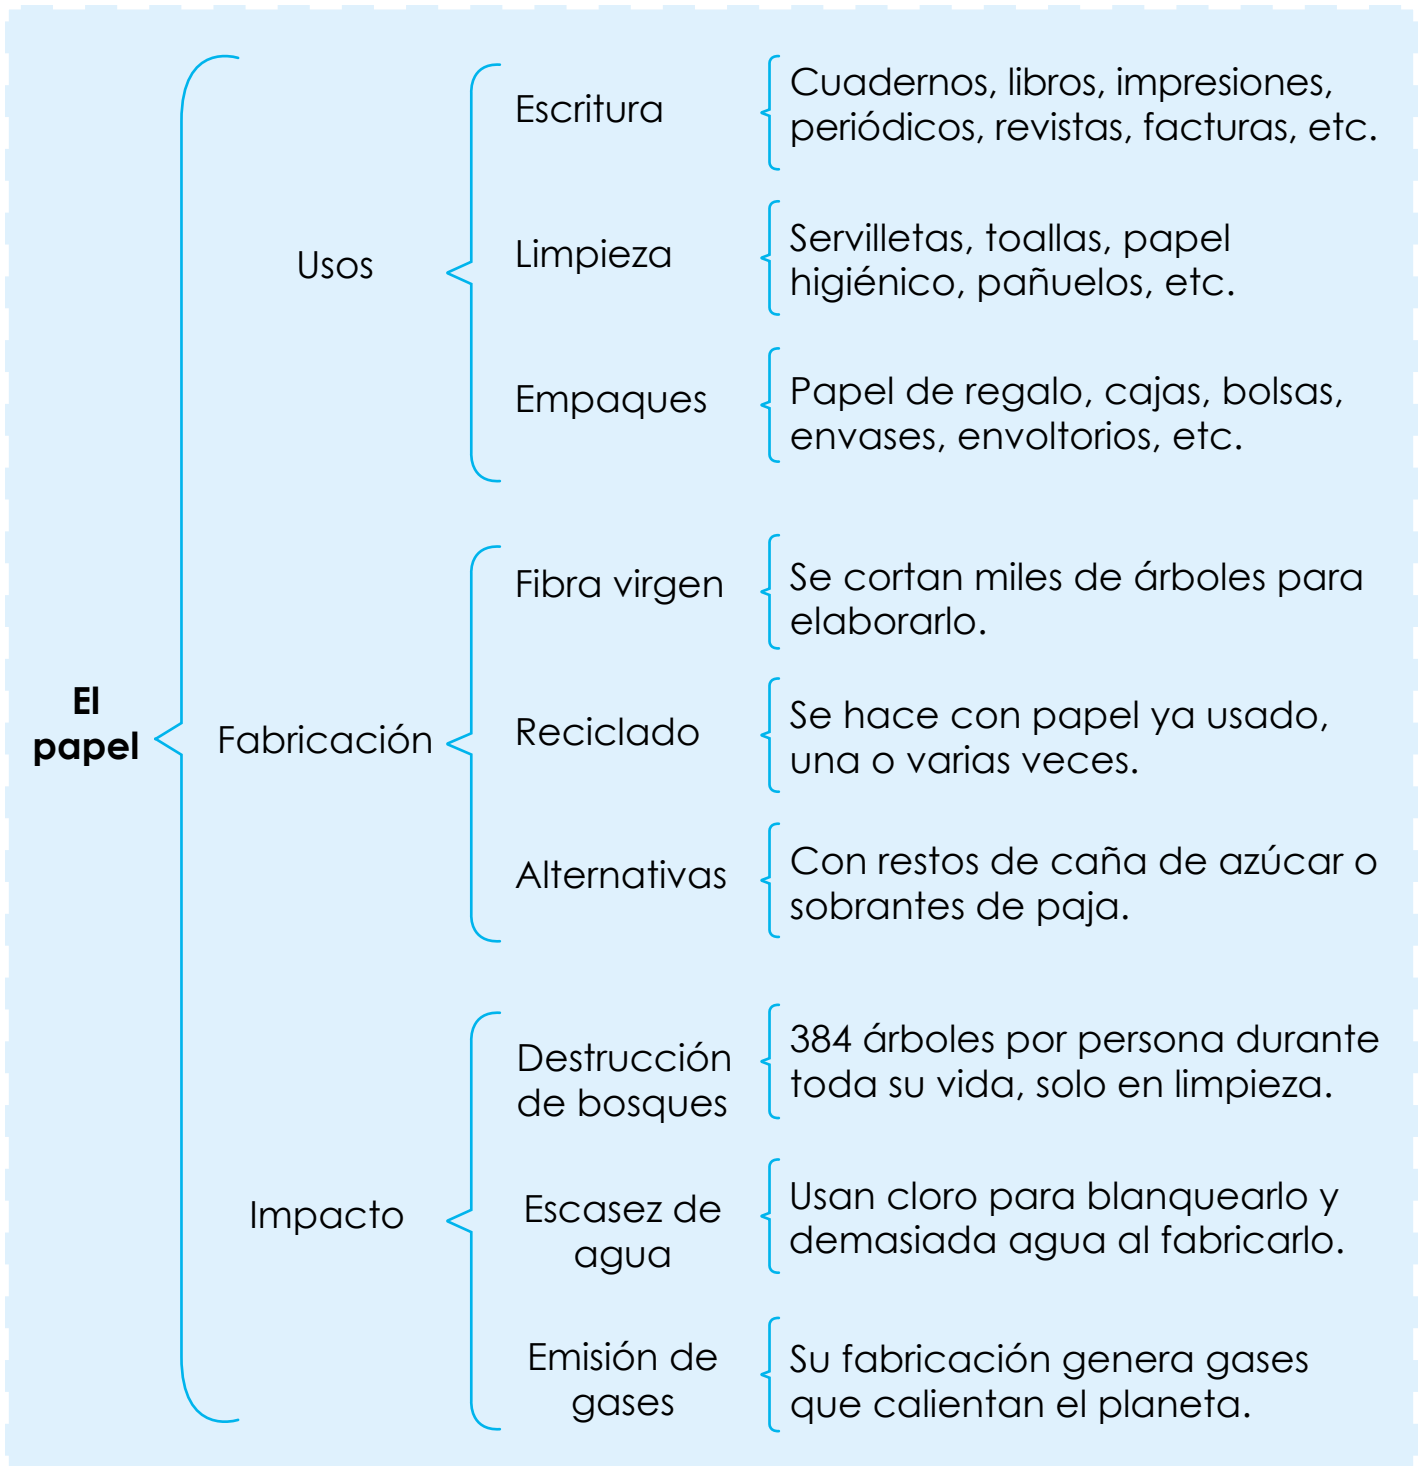 El
papel
Usos
Escritura
Cuadernos, libros, impresiones,
periódicos, revistas, facturas, etc.
Limpieza
Servilletas, toallas, papel
higiénico, pañuelos, etc.
Empaques
Papel de regalo, cajas, bolsas,
envases, envoltorios, etc.
Fabricación
Fibra virgen
Se cortan miles de árboles para
elaborarlo.
Reciclado
Se hace con papel ya usado,
una o varias veces.
Alternativas
Con restos de caña de azúcar o
sobrantes de paja.
Impacto
Destrucción
de bosques
384 árboles por persona durante
toda su vida, solo en limpieza.
Escasez de
agua
Usan cloro para blanquearlo y
demasiada agua al fabricarlo.
Emisión de
gases
Su fabricación genera gases
que calientan el planeta.